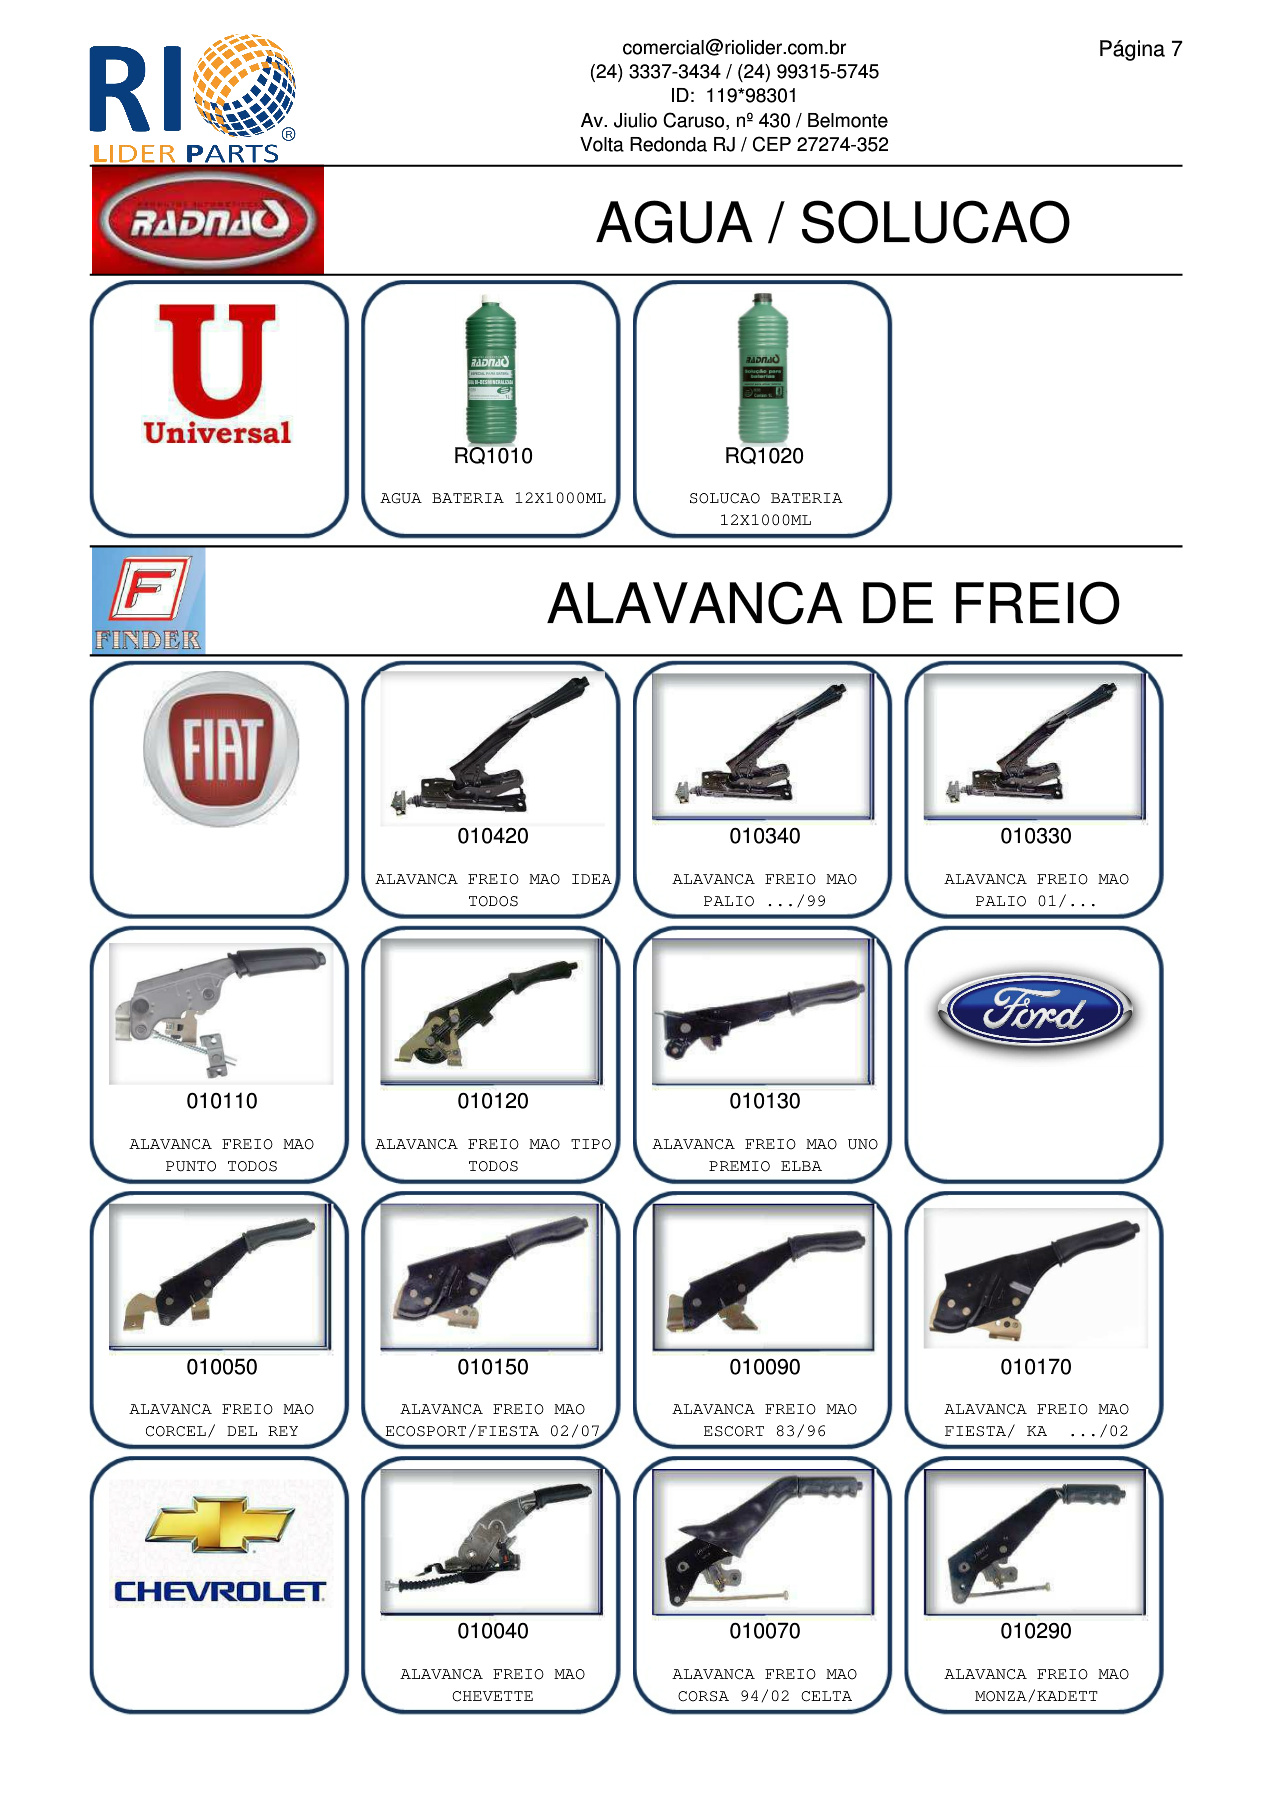 RIO
LIDER PARTS
®
comercial@riolider.com.br
(24) 3337-3434 / (24) 99315-5745
ID: 119*98301
Av. Jiulio Caruso, nº 430 / Belmonte
Volta Redonda RJ / CEP 27274-352
Página 7
RADNAQ
AGUA / SOLUCAO
U
Universal
RADNAQ
RQ1010
AGUA BATERIA 12X1000ML
RADNAQ
Solução para
baterias
RQ1020
SOLUCAO BATERIA
12X1000ML
F
FINDER
ALAVANCA DE FREIO
FIAT
010420
ALAVANCA FREIO MAO IDEA
TODOS
010340
ALAVANCA FREIO MAO
PALIO .../99
010330
ALAVANCA FREIO MAO
PALIO 01/...
010110
ALAVANCA FREIO MAO
PUNTO TODOS
010120
ALAVANCA FREIO MAO TIPO
TODOS
010130
ALAVANCA FREIO MAO UNO
PREMIO ELBA
Ford
010050
ALAVANCA FREIO MAO
CORCEL/ DEL REY
010150
ALAVANCA FREIO MAO
ECOSPORT/FIESTA 02/07
010090
ALAVANCA FREIO MAO
ESCORT 83/96
010170
ALAVANCA FREIO MAO
FIESTA/ KA .../02
CHEVROLET
010040
ALAVANCA FREIO MAO
CHEVETTE
010070
ALAVANCA FREIO MAO
CORSA 94/02 CELTA
010290
ALAVANCA FREIO MAO
MONZA/KADETT